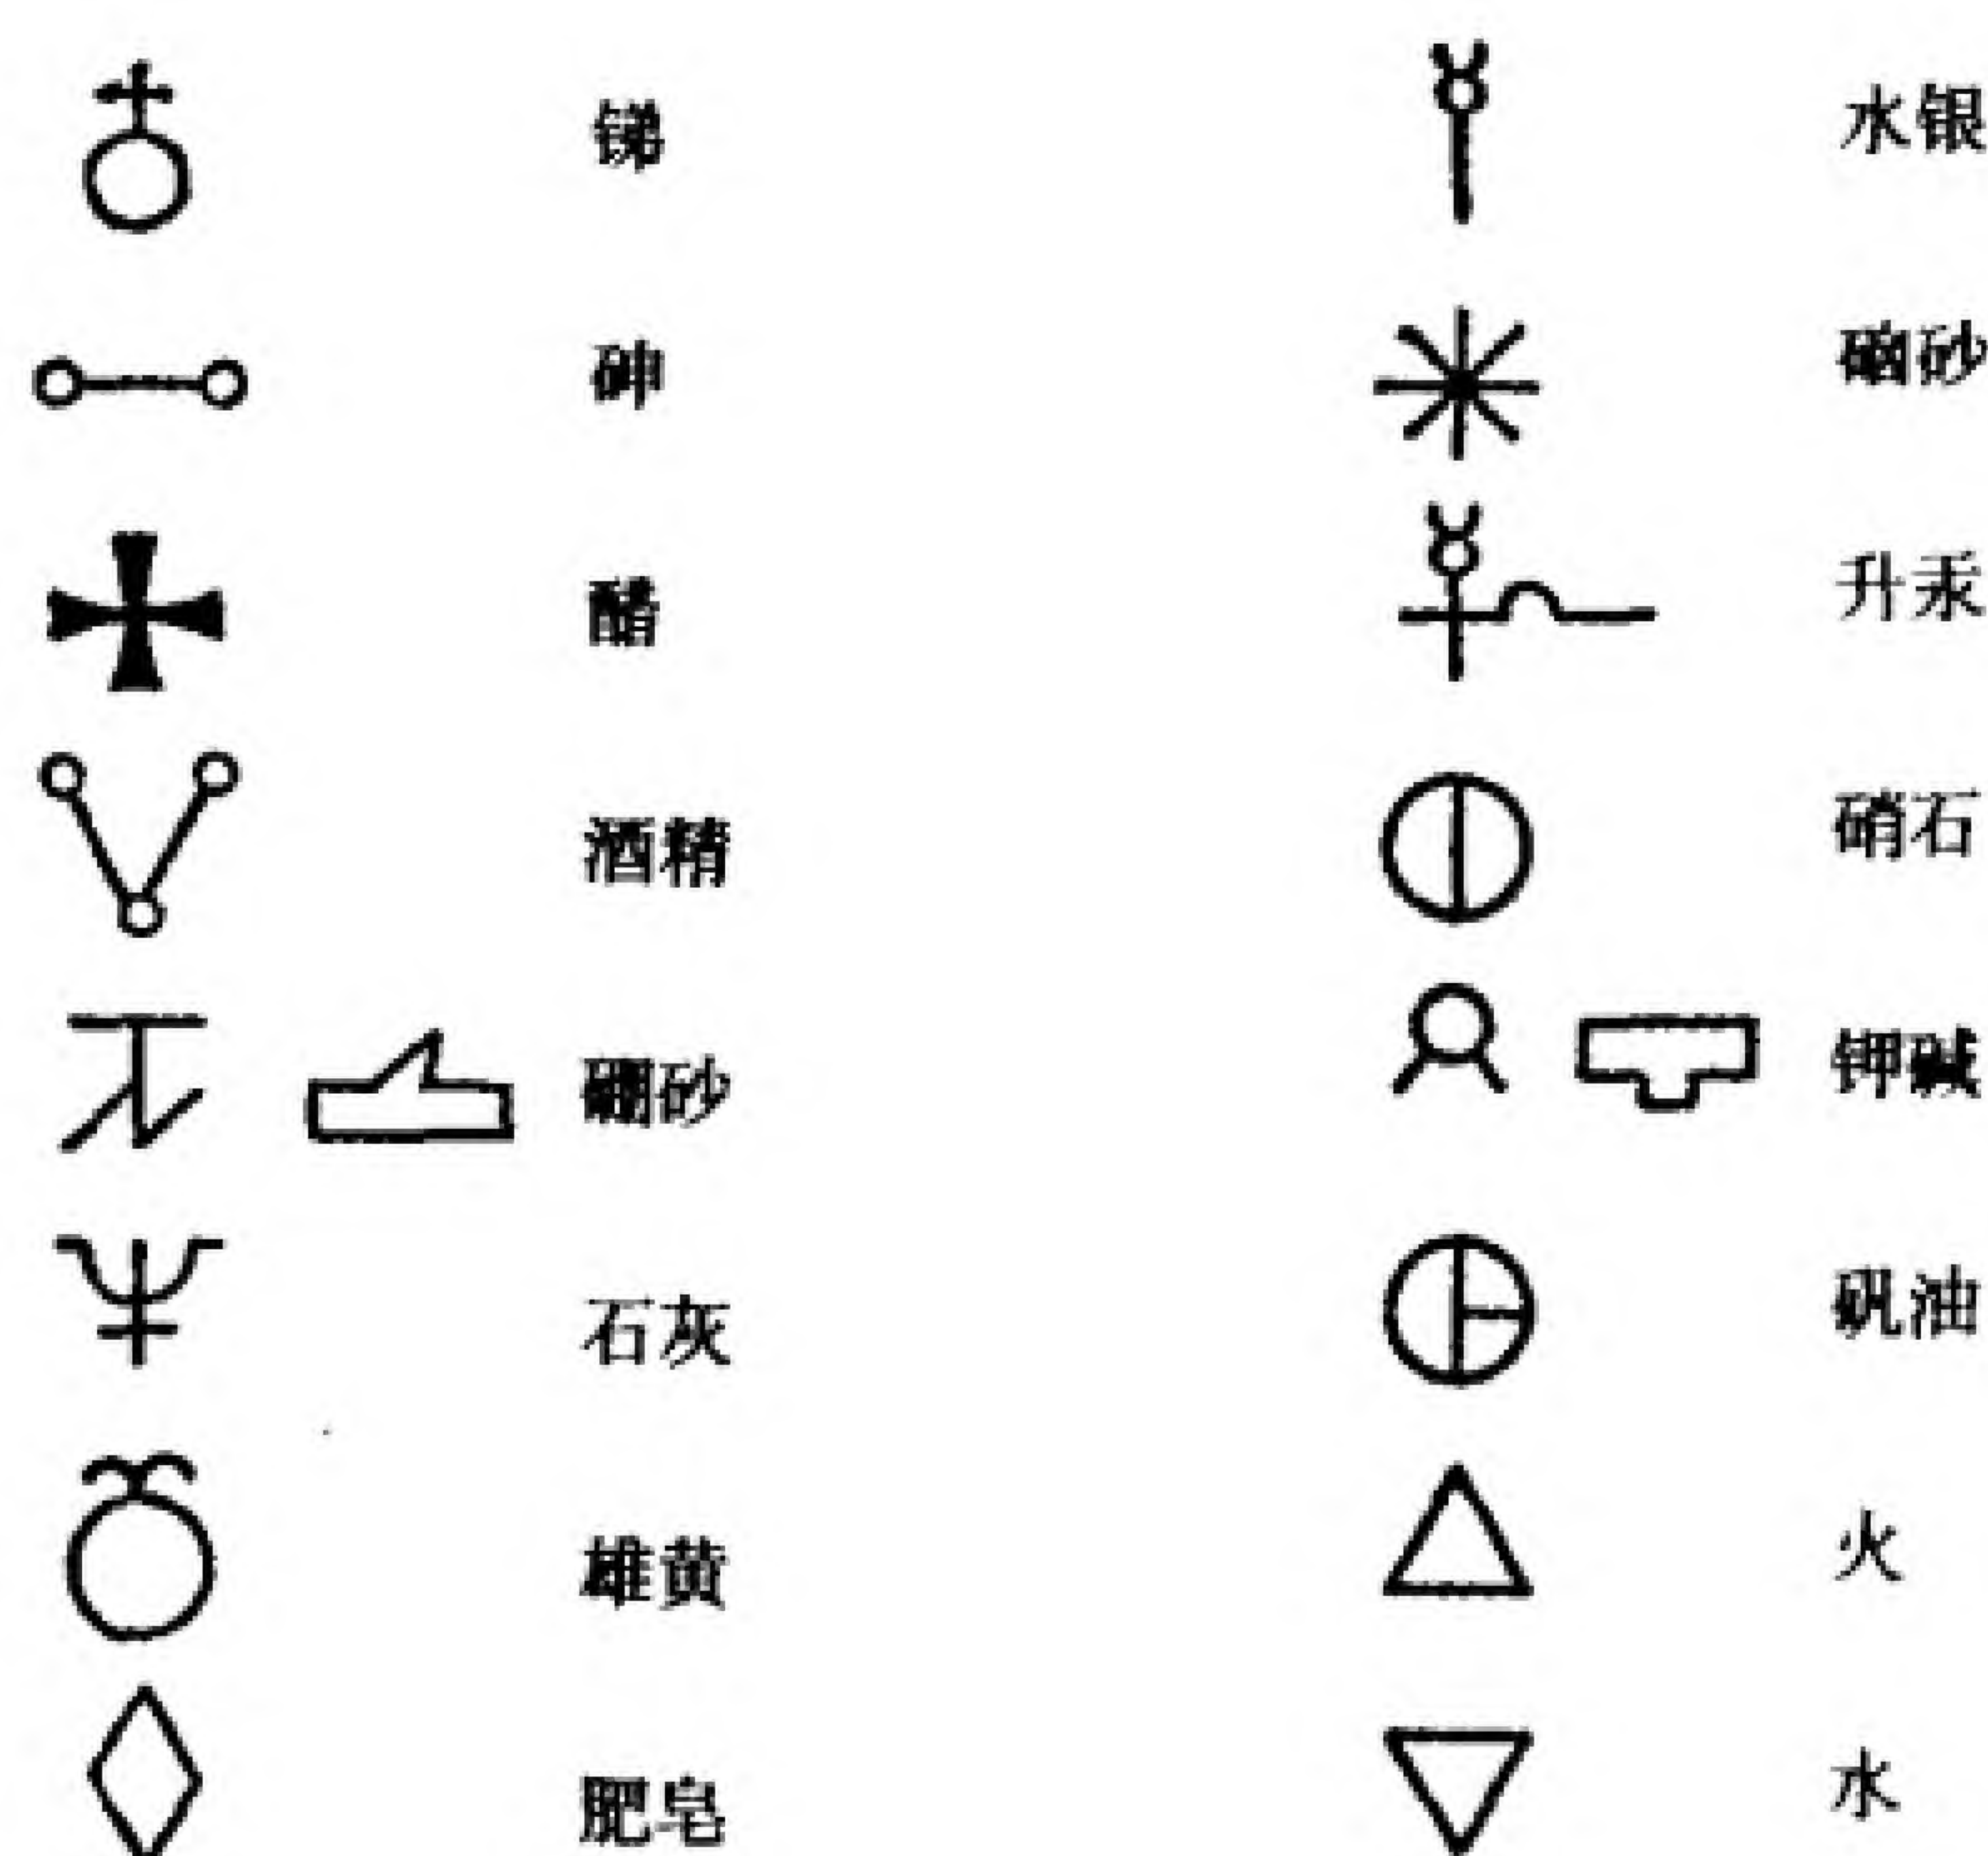 锑 水银
砷 硇砂
醋 升汞
酒精 硝石
硼砂 钾碱
石灰 矾油
雄黄 火
肥皂 水